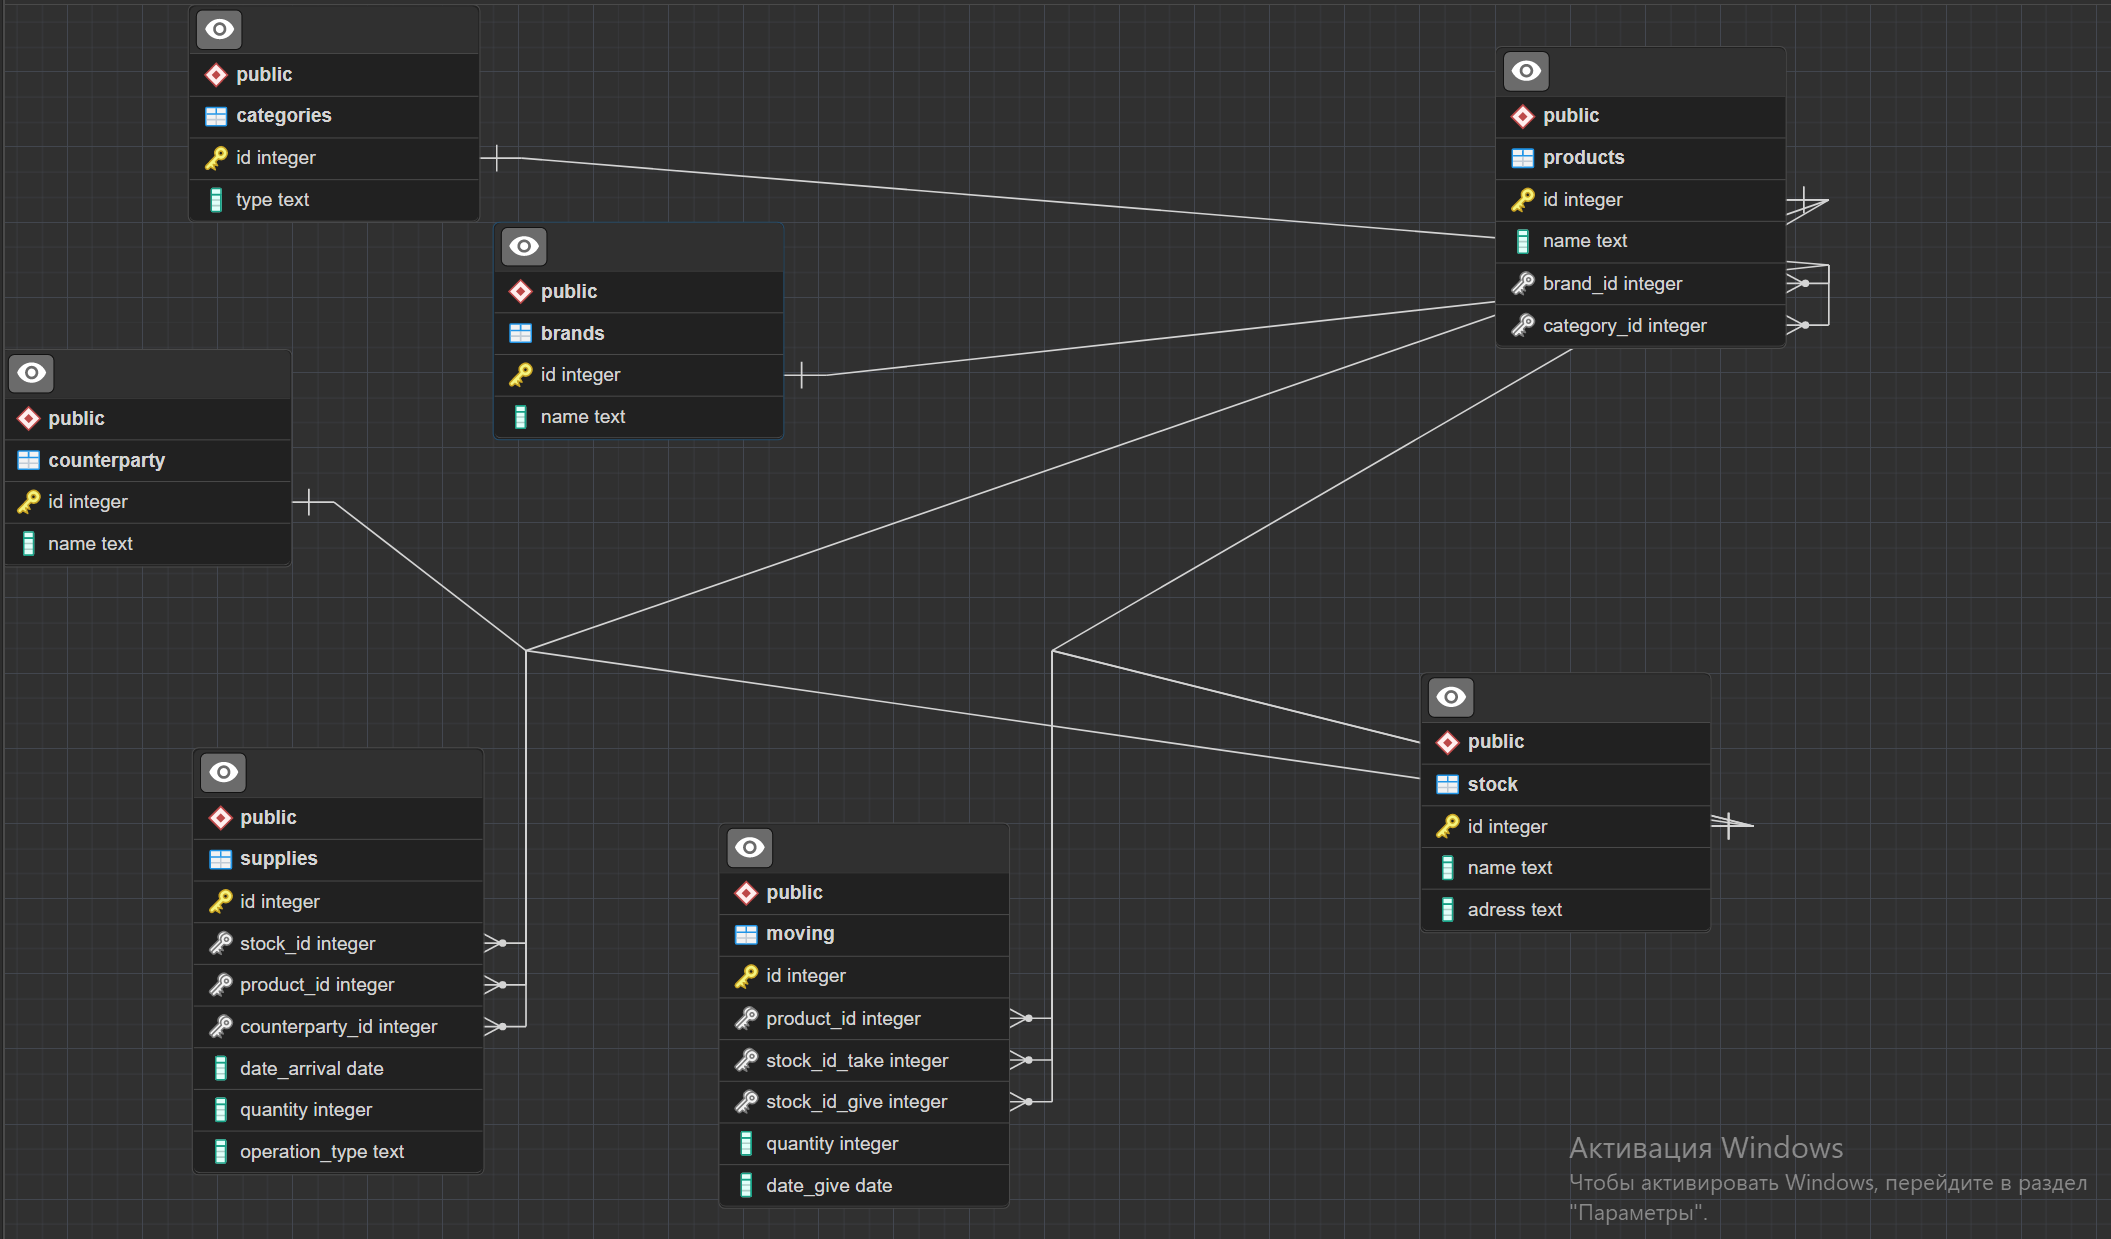 public
categories
id integer
type text
public
brands
id integer
name text
public
counterparty
id integer
name text
public
products
id integer
name text
brand_id integer
category_id integer
public
supplies
id integer
stock_id integer
product_id integer
counterparty_id integer
date_arrival date
quantity integer
operation_type text
public
moving
id integer
product_id integer
stock_id_take integer
stock_id_give integer
quantity integer
date_give date
public
stock
id integer
name text
adress text
Активация Windows
Чтобы активировать Windows, перейдите в раздел
"Параметры".